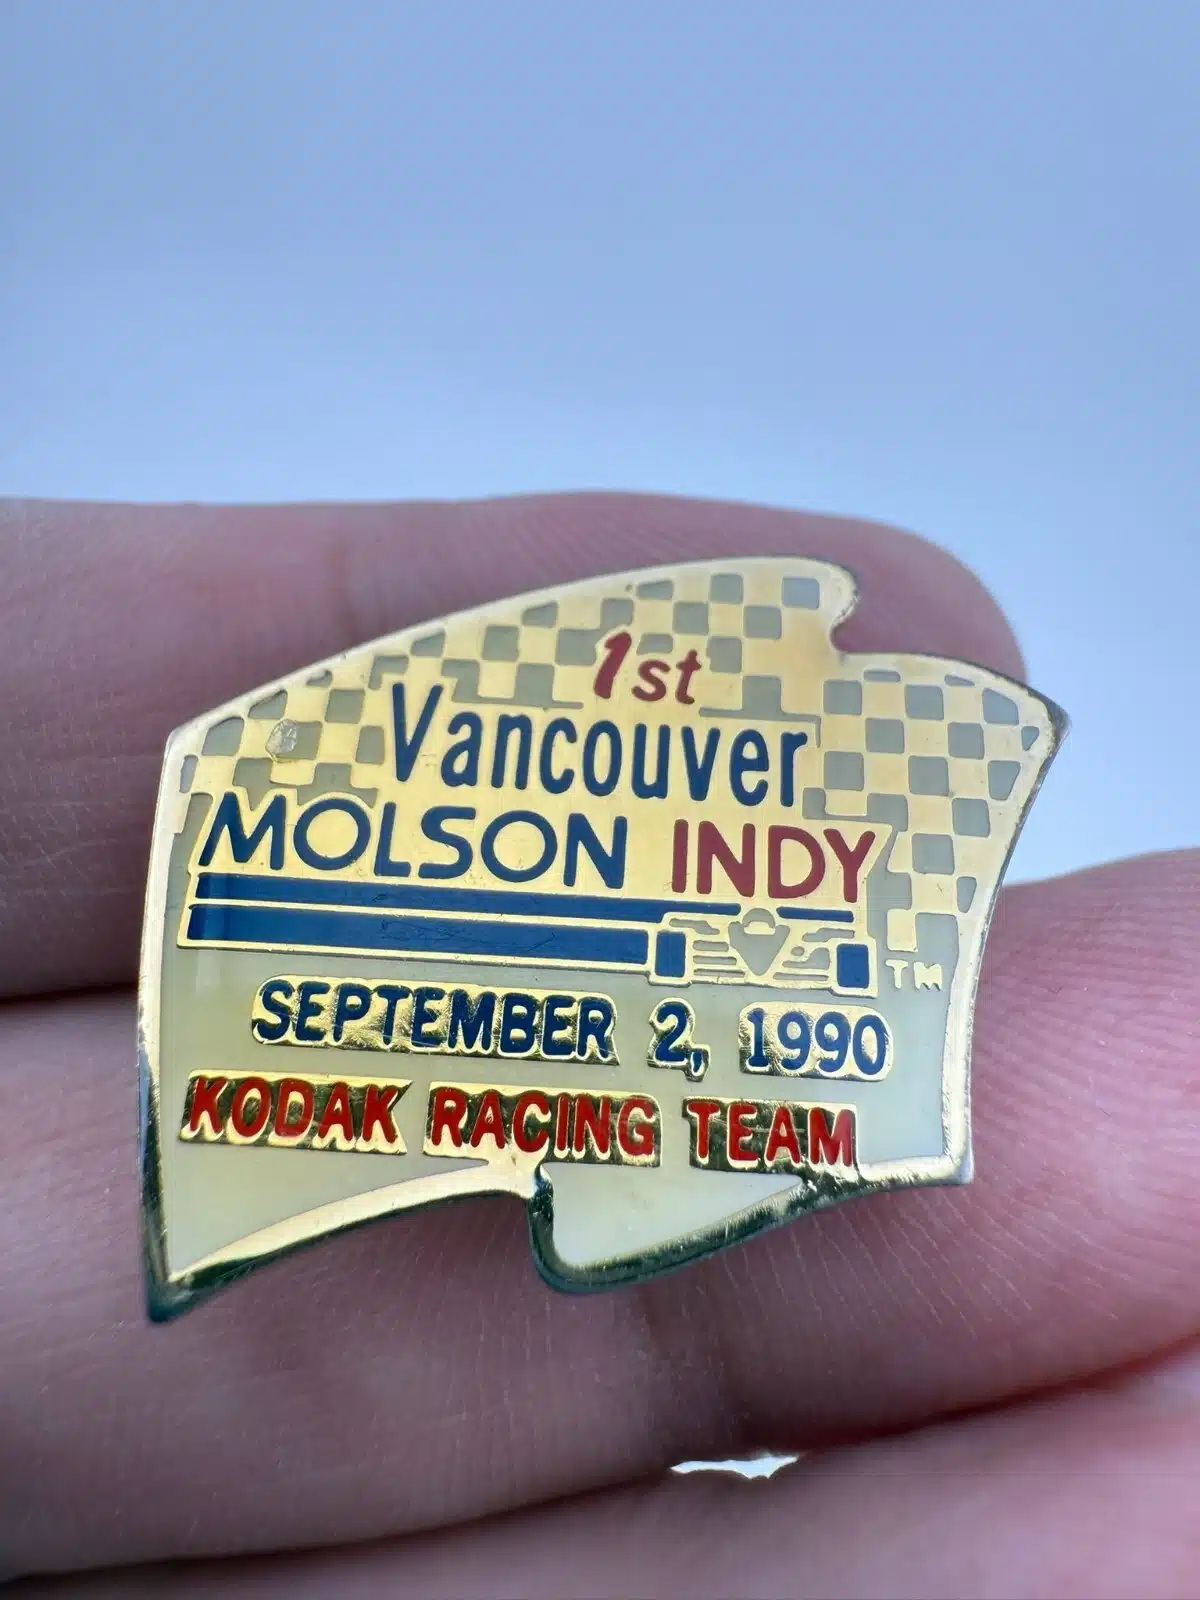 1st
Vancouver
MOLSON INDY
TM
SEPTEMBER 2, 1990
KODAK RACING TEAM